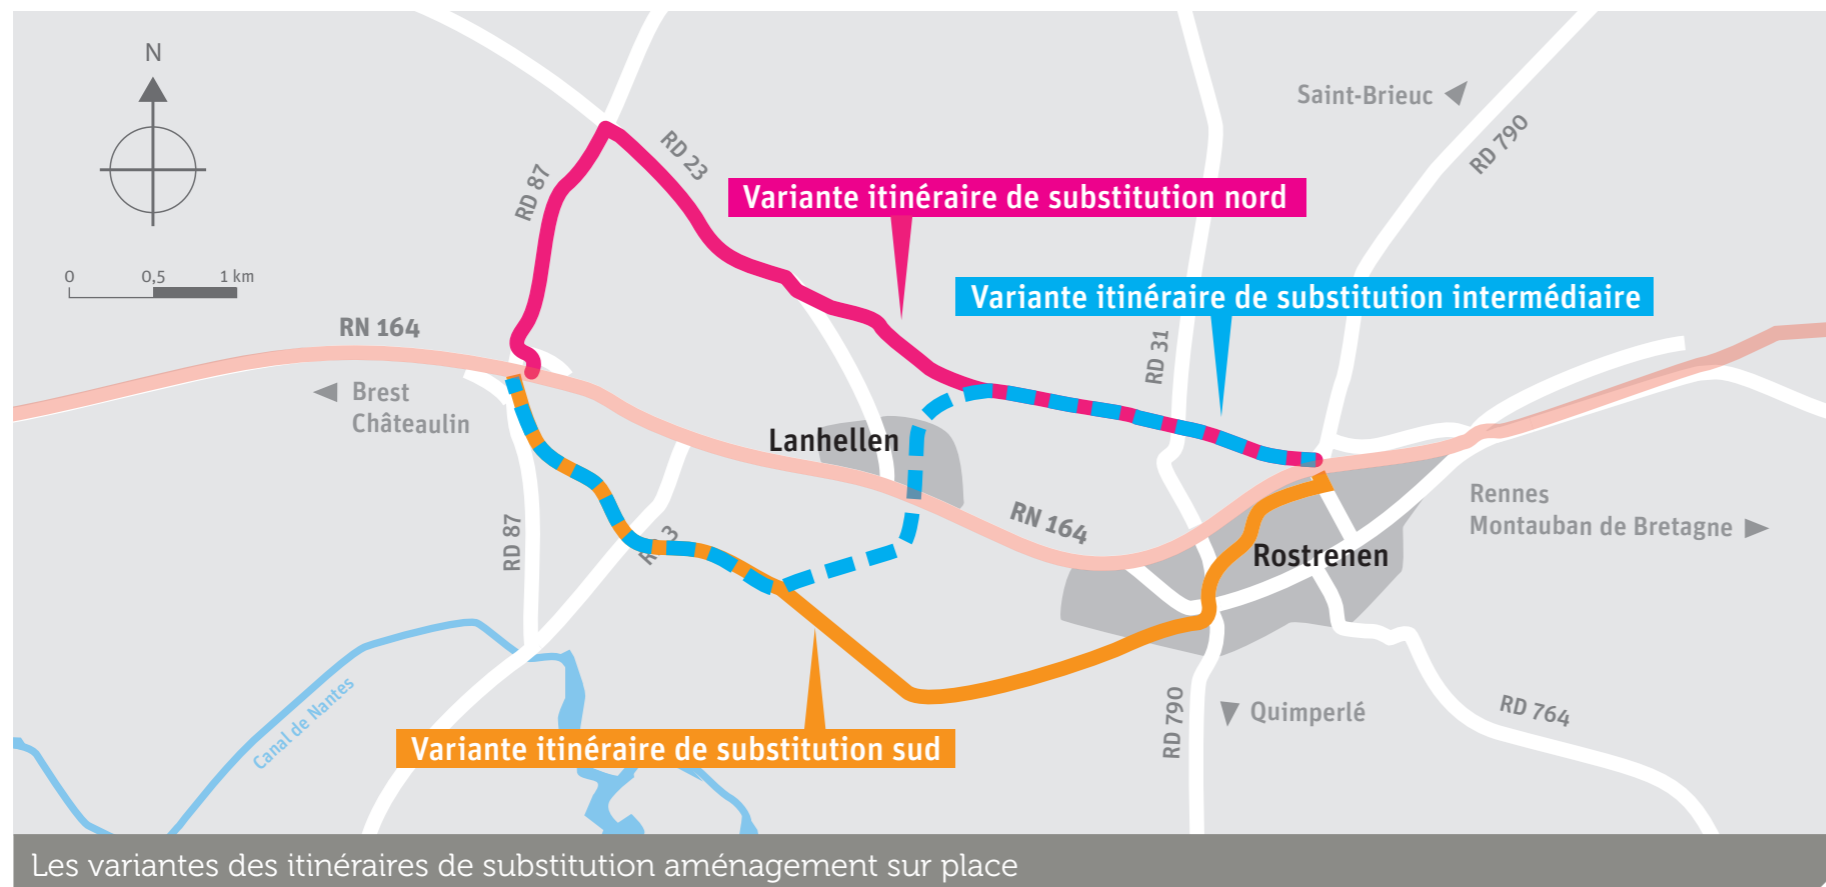 N
0 0,5 1 km
RD 87
RD 23
Saint-Brieuc
RD 790
Variante itinéraire de substitution nord
Variante itinéraire de substitution intermédiaire
RN 164
Brest
Châteaulin
RD 31
Lanhellen
RN 164
Rennes
Montauban de Bretagne
RD 87
Rostrenen
Canal de Nantes
RD 790
Quimperlé
RD 764
Variante itinéraire de substitution sud
Les variantes des itinéraires de substitution aménagement sur place